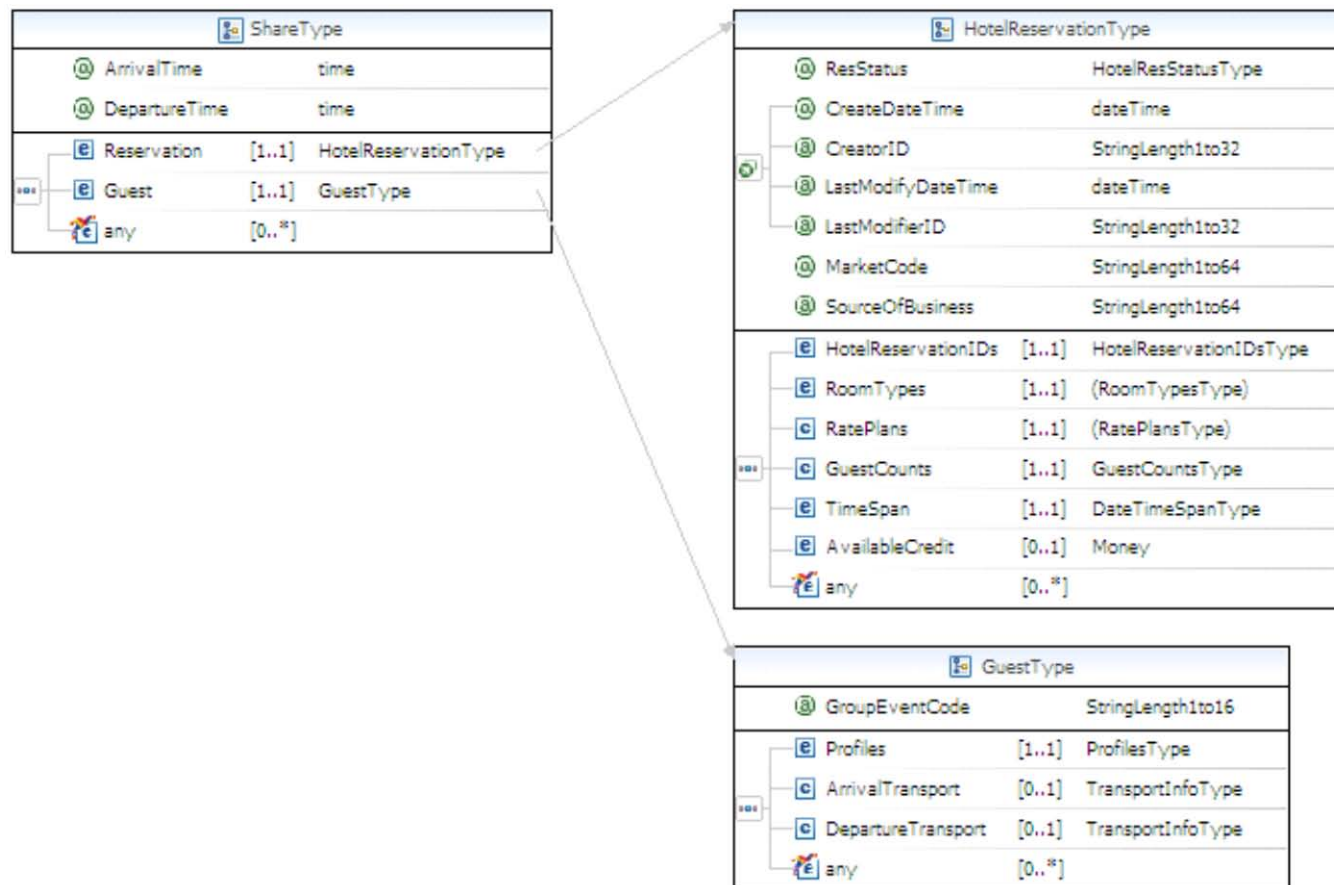 ShareType
ArrivalTime time
DepartureTime time
Reservation [1..1] HotelReservationType
Guest [1..1] GuestType
any [0..*]
HotelReservationType
ResStatus HotelResStatusType
CreateDateTime dateTime
CreatorID StringLength1to32
LastModifyDateTime dateTime
LastModifierID StringLength1to32
MarketCode StringLength1to64
SourceOfBusiness StringLength1to64
HotelReservationIDs [1..1] HotelReservationIDsType
RoomTypes [1..1] (RoomTypesType)
RatePlans [1..1] (RatePlansType)
GuestCounts [1..1] GuestCountsType
TimeSpan [1..1] DateTimeSpanType
AvailableCredit [0..1] Money
any [0..*]
GuestType
GroupEventCode StringLength1to16
Profiles [1..1] ProfilesType
ArrivalTransport [0..1] TransportInfoType
DepartureTransport [0..1] TransportInfoType
any [0..*]